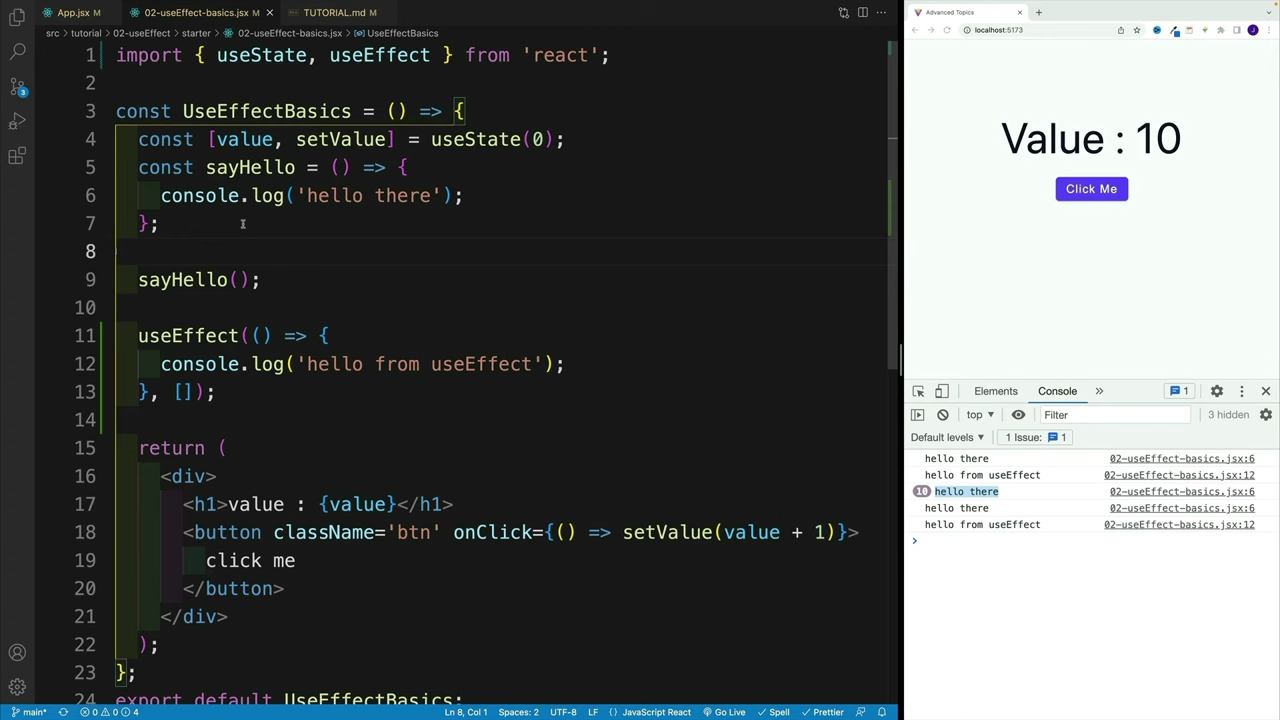 App.jsx M
02-useEffect-basics.jsx M
TUTORIAL.md M
src > tutorial > 02-useEffect > starter > 02-useEffect-basics.jsx > UseEffectBasics
1 import { useState, useEffect } from 'react';
2
3 const UseEffectBasics = () => {
4 const [value, setValue] = useState(0);
5 const sayHello = () => {
6 console.log('hello there');
7 };
8
9 sayHello();
10
11 useEffect(() => {
12 console.log('hello from useEffect');
13 }, []);
14
15 return (
16 <div>
17 <h1>value : {value}</h1>
18 <button className='btn' onClick={() => setValue(value + 1)}>
19 click me
20 </button>
21 </div>
22 );
23 };
24 export default UseEffectBasics;
3
main*
0 0 4
Ln 8, Col 1
Spaces: 2
UTF-8
LF
{} JavaScript React
Go Live
Spell
Prettier
Advanced Topics
localhost:5173
J
Value : 10
Click Me
Elements
Console
1
top
Filter
3 hidden
Default levels
1 Issue: 1
hello there 02-useEffect-basics.jsx:6
hello from useEffect 02-useEffect-basics.jsx:12
10 hello there 02-useEffect-basics.jsx:6
hello there 02-useEffect-basics.jsx:6
hello from useEffect 02-useEffect-basics.jsx:12